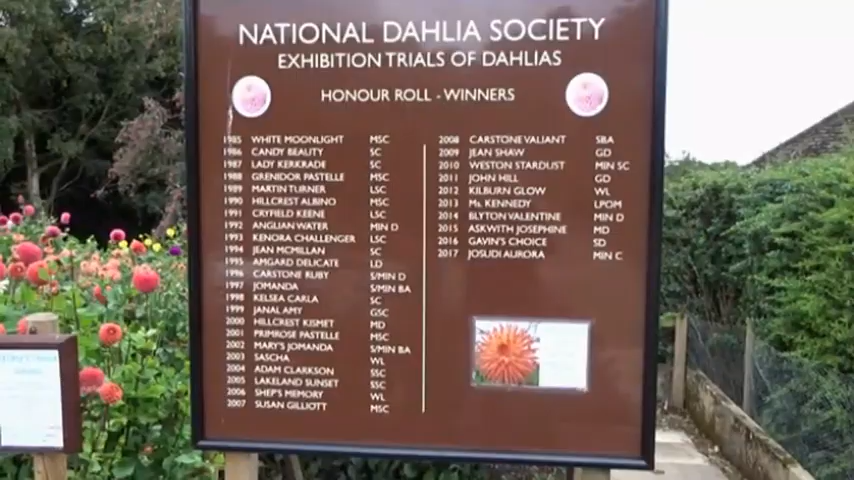 NATIONAL DAHLIA SOCIETY
EXHIBITION TRIALS OF DAHLIAS
HONOUR ROLL - WINNERS
1985 WHITE MOONLIGHT MSC
1986 CANDY BEAUTY SC
1987 LADY KERKRADE SC
1988 GRENIDOR PASTELLE MSC
1989 MARTIN TURNER LSC
1990 HILLCREST ALBINO MSC
1991 CRYFIELD KEENE LSC
1992 ANGLIAN WATER MIN D
1993 KENORA CHALLENGER LSC
1994 JEAN MCMILLAN SC
1995 AMGARD DELICATE LD
1996 CARSTONE RUBY S/MIN D
1997 JOMANDA S/MIN BA
1998 KELSEA CARLA SC
1999 JANAL AMY GSC
2000 HILLCREST KISMET MD
2001 PRIMROSE PASTELLE MSC
2002 MARY'S JOMANDA S/MIN BA
2003 SASCHA WL
2004 ADAM CLARKSON SSC
2005 LAKELAND SUNSET SSC
2006 SHEP'S MEMORY WL
2007 SUSAN GILLIOTT MSC
2008 CARSTONE VALIANT SBA
2009 JEAN SHAW GD
2010 WESTON STARDUST MIN SC
2011 JOHN HILL GD
2012 KILBURN GLOW WL
2013 Ms. KENNEDY LPOM
2014 BLYTON VALENTINE MIN D
2015 ASKWITH JOSEPHINE MD
2016 GAVIN'S CHOICE SD
2017 JOSUDI AURORA MIN C